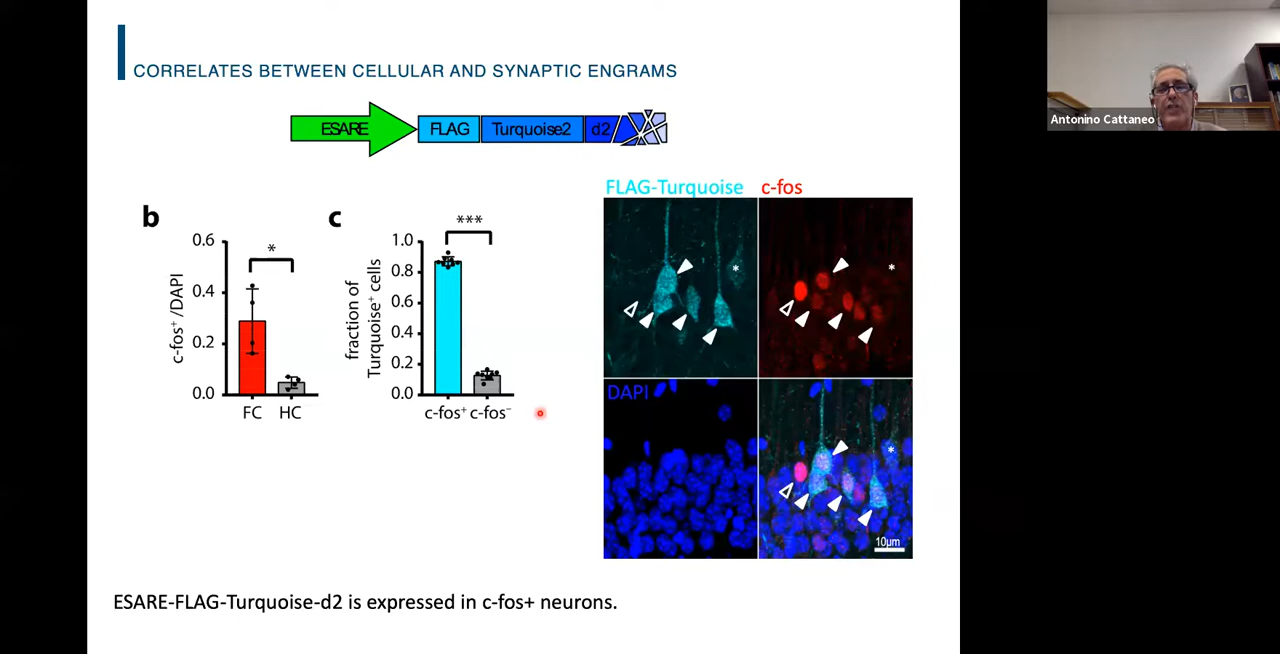 CORRELATES BETWEEN CELLULAR AND SYNAPTIC ENGRAMS
Antonino Cattaneo
ESARE FLAG Turquoise2 d2
FLAG-Turquoise c-fos
b
c
*
***
c-fos⁺ /DAPI
0.6
0.4
0.2
0.0
FC HC
fraction of
Turquoise⁺ cells
1.0
0.8
0.6
0.4
0.2
0.0
c-fos⁺ c-fos⁻
*
*
DAPI
*
10µm
ESARE-FLAG-Turquoise-d2 is expressed in c-fos+ neurons.